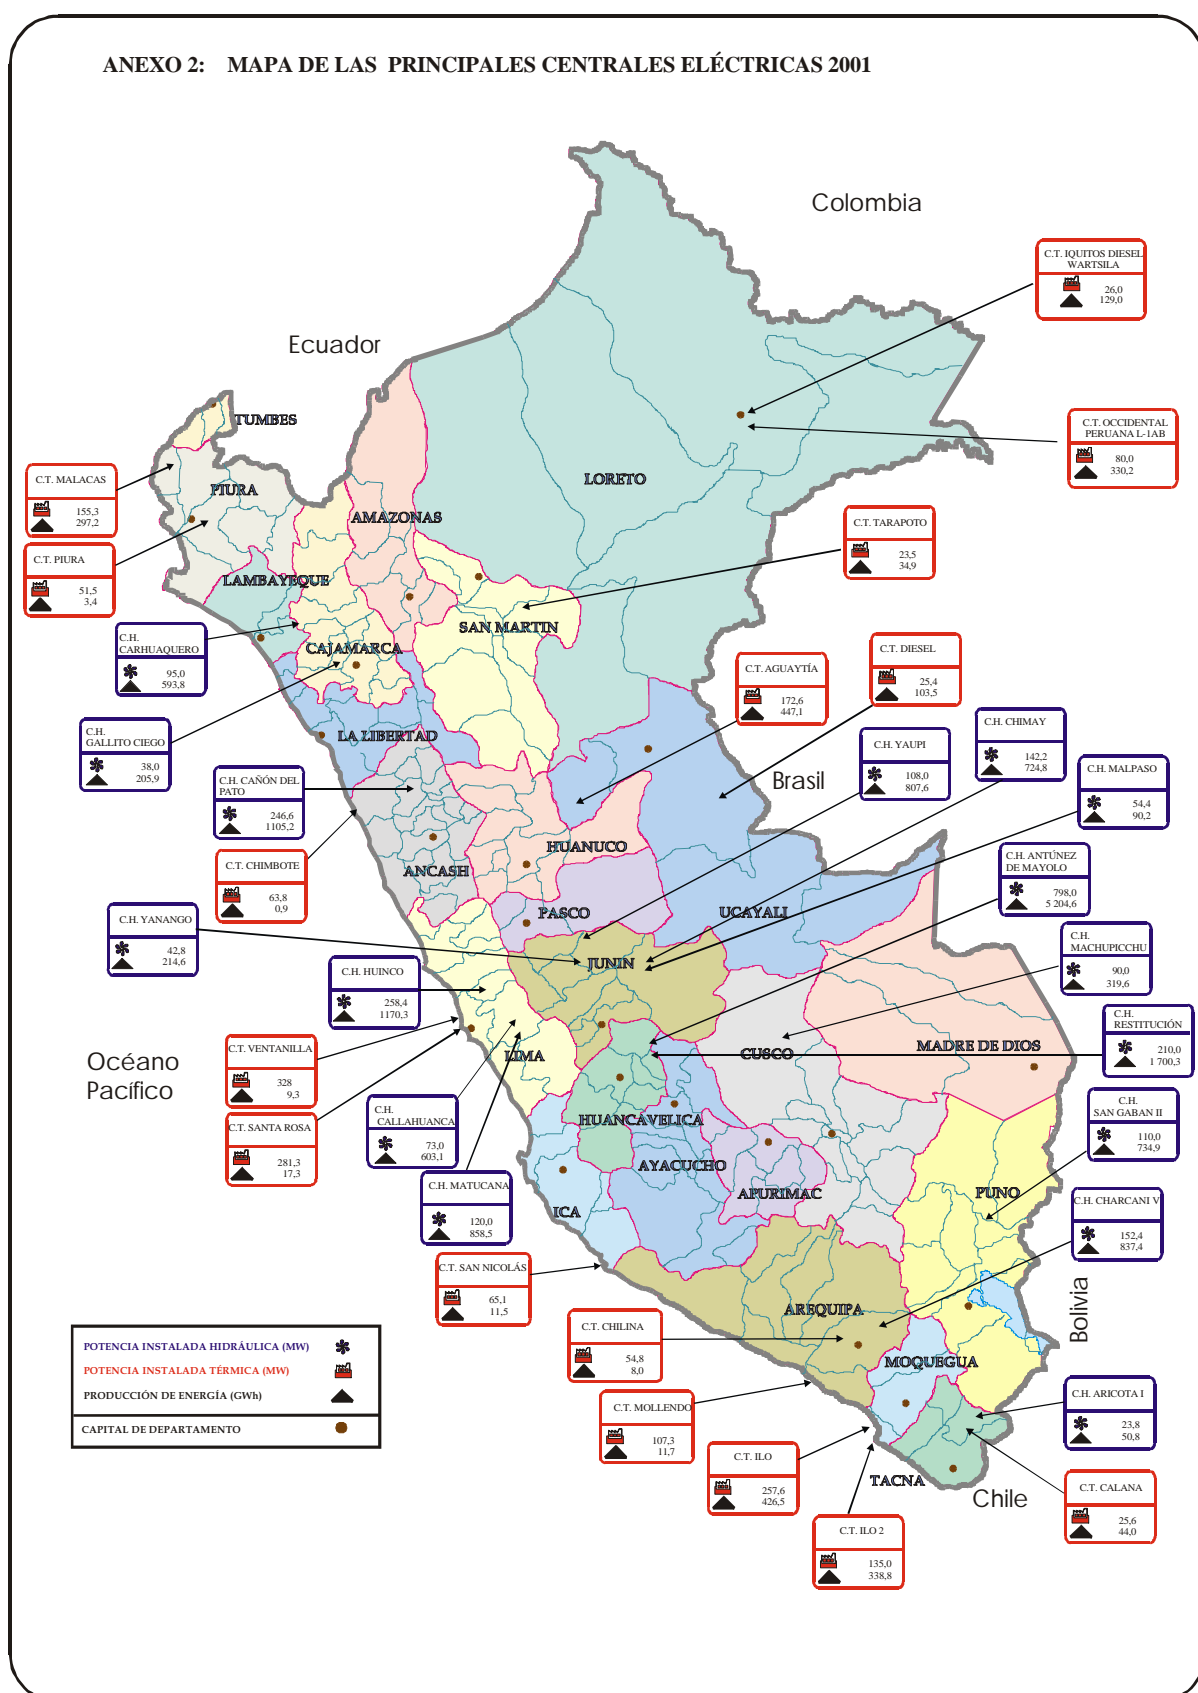 ANEXO 2: MAPA DE LAS PRINCIPALES CENTRALES ELÉCTRICAS 2001
Colombia
C.T. IQUITOS DIESEL
WARTSILA
26,0
129,0
Ecuador
TUMBES
C.T. OCCIDENTAL
PERUANA L-1AB
80,0
330,2
C.T. MALACAS
155,3
297,2
PIURA
LORETO
AMAZONAS
C.T. TARAPOTO
23,5
34,9
C.T. PIURA
51,5
3,4
LAMBAYEQUE
SAN MARTIN
C.H.
CARHUAQUERO
95,0
593,8
CAJAMARCA
C.T. DIESEL
25,4
103,5
C.T. AGUAYTÍA
172,6
447,1
C.H. CHIMAY
142,2
724,8
C.H.
GALLITO CIEGO
38,0
205,9
LA LIBERTAD
C.H. YAUPI
108,0
807,6
C.H. MALPASO
54,4
90,2
Brasil
C.H. CAÑÓN DEL
PATO
246,6
1105,2
C.H. ANTÚNEZ
DE MAYOLO
798,0
5 204,6
HUANUCO
C.T. CHIMBOTE
63,8
0,9
ANCASH
C.H. YANANGO
42,8
214,6
PASCO
UCAYALI
C.H.
MACHUPICCHU
90,0
319,6
C.H. HUINCO
258,4
1170,3
JUNIN
C.H.
RESTITUCIÓN
210,0
1 700,3
Océano
Pacífico
C.T. VENTANILLA
328
9,3
LIMA
CUSCO
MADRE DE DIOS
C.H.
SAN GABAN II
110,0
734,9
C.T. SANTA ROSA
281,3
17,3
C.H.
CALLAHUANCA
73,0
603,1
HUANCAVELICA
AYACUCHO
APURIMAC
C.H. MATUCANA
120,0
858,5
ICA
PUNO
C.H. CHARCANI V
152,4
837,4
C.T. SAN NICOLÁS
65,1
11,5
AREQUIPA
Bolivia
C.T. CHILINA
54,8
8,0
MOQUEGUA
POTENCIA INSTALADA HIDRÁULICA (MW)
POTENCIA INSTALADA TÉRMICA (MW)
PRODUCCIÓN DE ENERGÍA (GWh)
CAPITAL DE DEPARTAMENTO
C.H. ARICOTA I
23,8
50,8
C.T. MOLLENDO
107,3
11,7
C.T. ILO
257,6
426,5
TACNA
Chile
C.T. CALANA
25,6
44,0
C.T. ILO 2
135,0
338,8